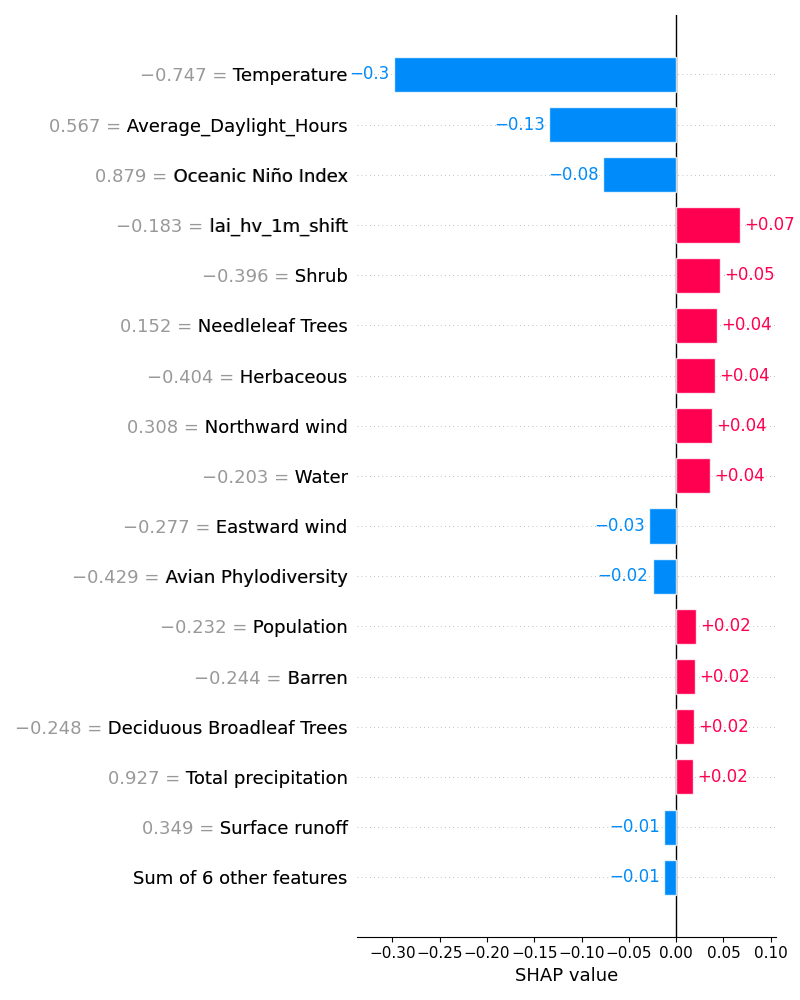 −0.747 = Temperature −0.3
0.567 = Average_Daylight_Hours −0.13
0.879 = Oceanic Niño Index −0.08
−0.183 = lai_hv_1m_shift +0.07
−0.396 = Shrub +0.05
0.152 = Needleleaf Trees +0.04
−0.404 = Herbaceous +0.04
0.308 = Northward wind +0.04
−0.203 = Water +0.04
−0.277 = Eastward wind −0.03
−0.429 = Avian Phylodiversity −0.02
−0.232 = Population +0.02
−0.244 = Barren +0.02
−0.248 = Deciduous Broadleaf Trees +0.02
0.927 = Total precipitation +0.02
0.349 = Surface runoff −0.01
Sum of 6 other features −0.01
−0.30 −0.25 −0.20 −0.15 −0.10 −0.05 0.00 0.05 0.10
SHAP value